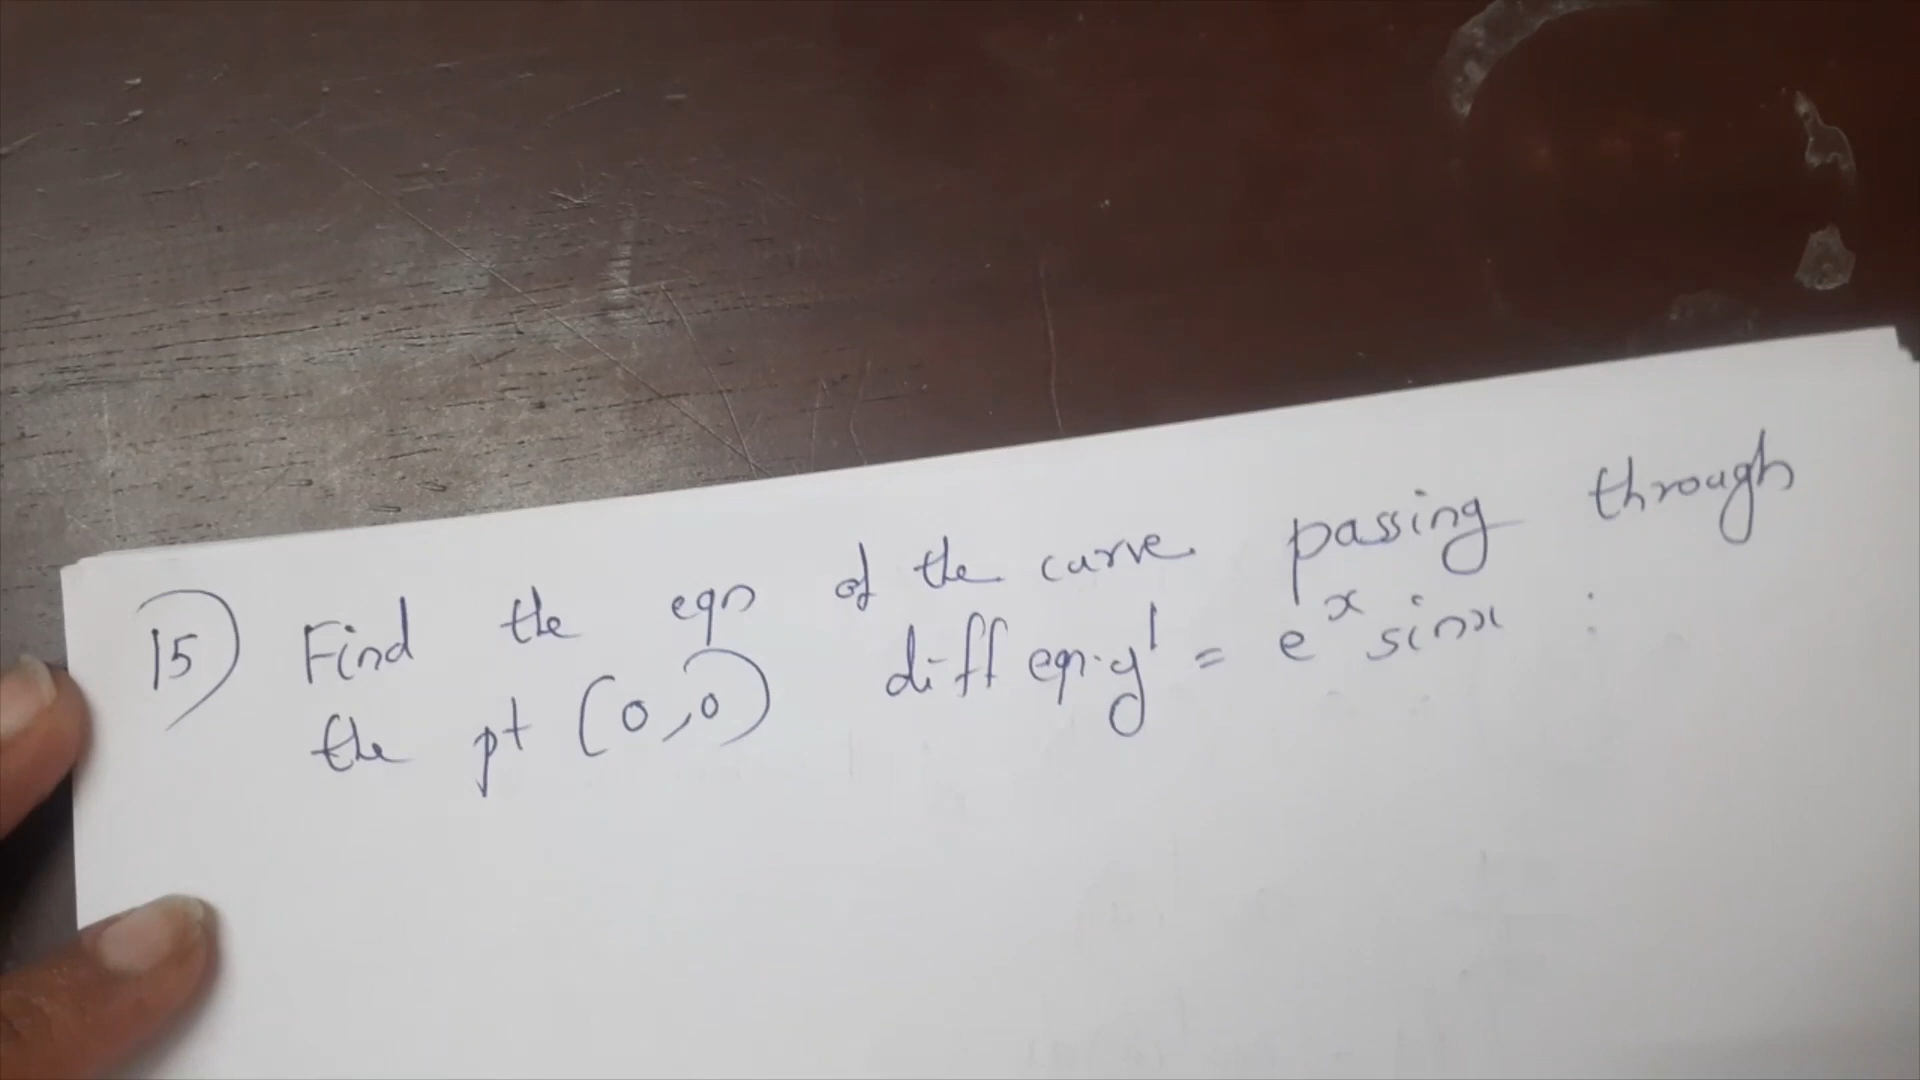 15) Find the eqn of the curve passing through
the pt (0,0) diff eqn. y' = e^x sinx :